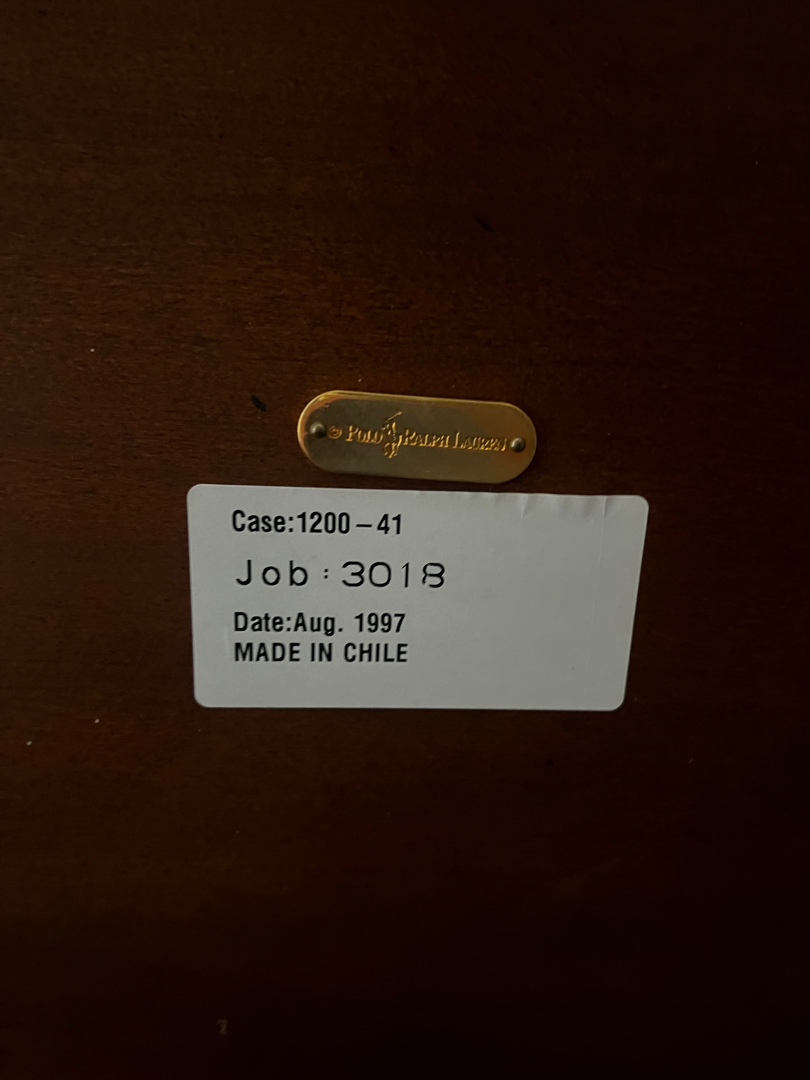 © POLO RALPH LAUREN
Case:1200-41
Job:3018
Date:Aug. 1997
MADE IN CHILE